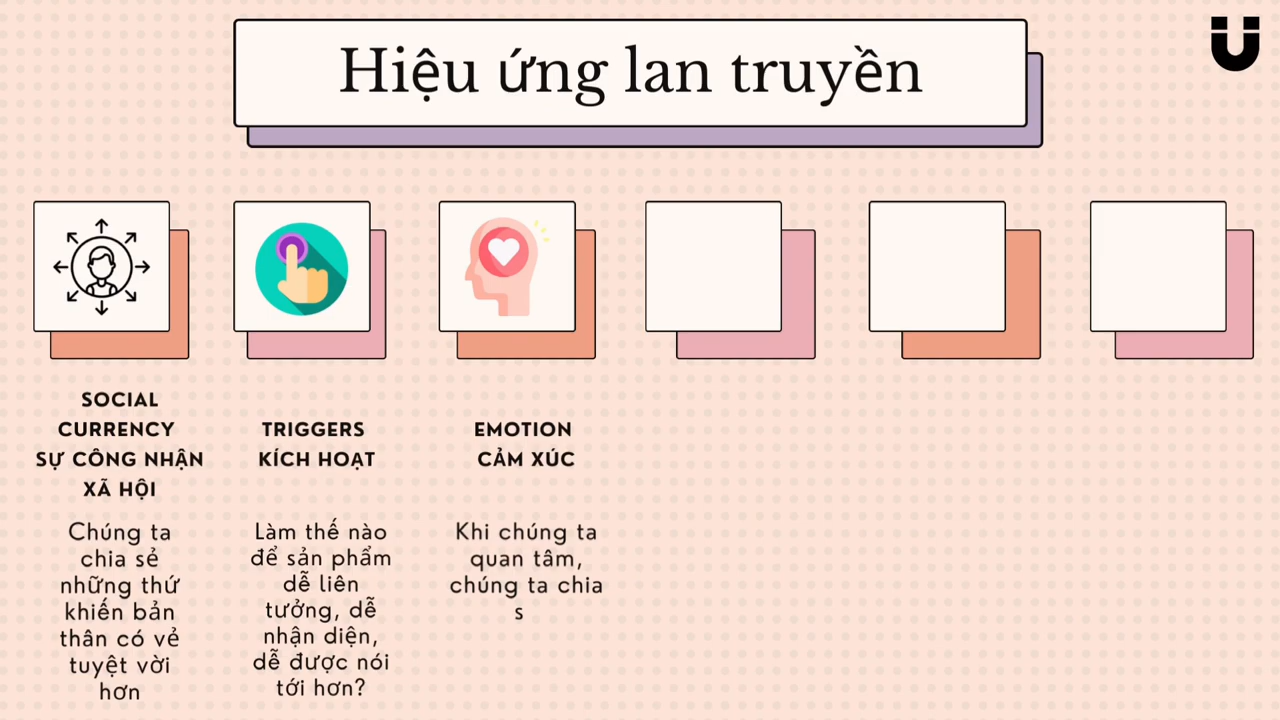 Hiệu ứng lan truyền
SOCIAL
CURRENCY
SỰ CÔNG NHẬN
XÃ HỘI
Chúng ta
chia sẻ
những thứ
khiến bản
thân có vẻ
tuyệt vời
hơn
TRIGGERS
KÍCH HOẠT
Làm thế nào
để sản phẩm
dễ liên
tưởng, dễ
nhận diện,
dễ được nói
tới hơn?
EMOTION
CẢM XÚC
Khi chúng ta
quan tâm,
chúng ta chia
s